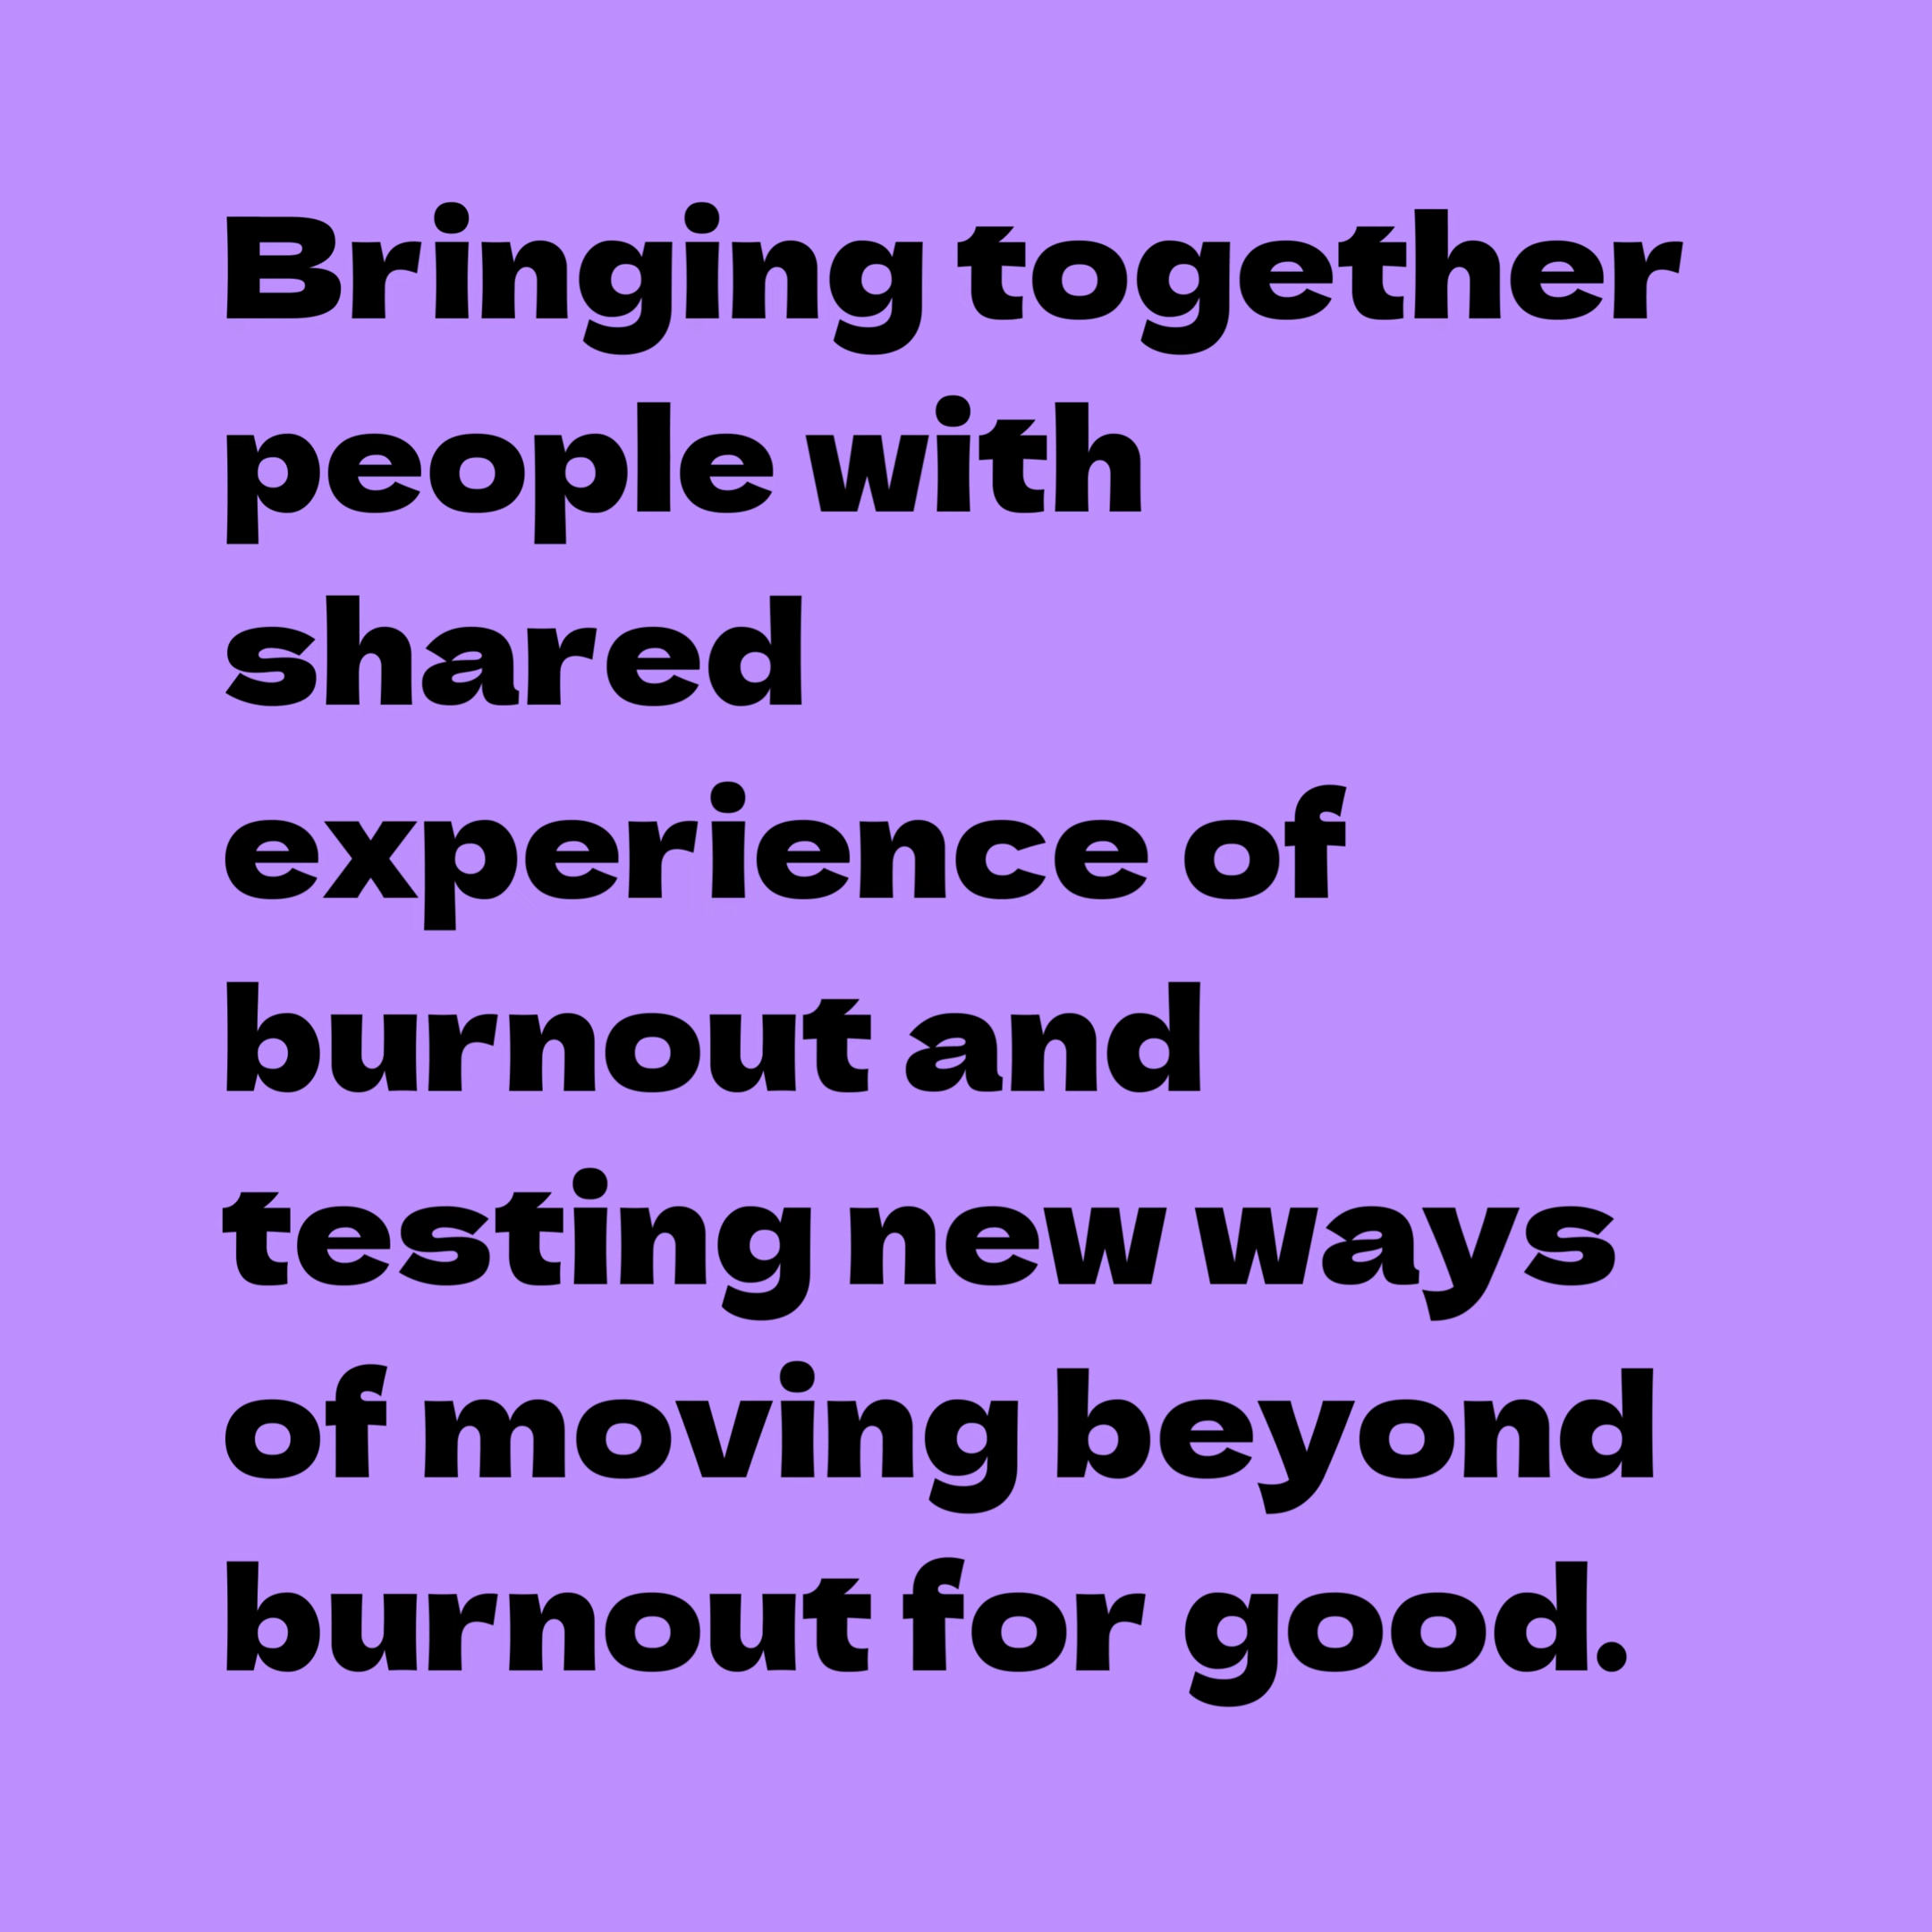 Bringing together
people with
shared
experience of
burnout and
testing new ways
of moving beyond
burnout for good.